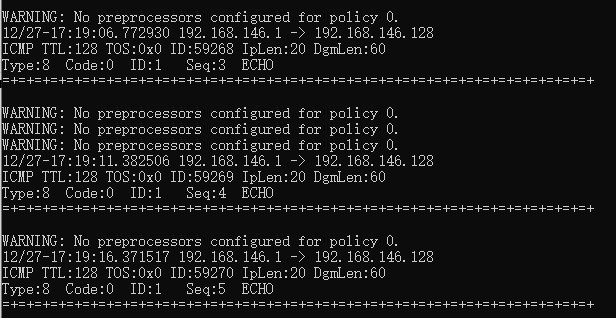 WARNING: No preprocessors configured for policy 0.
12/27-17:19:06.772930 192.168.146.1 -> 192.168.146.128
ICMP TTL:128 TOS:0x0 ID:59268 IpLen:20 DgmLen:60
Type:8  Code:0  ID:1   Seq:3  ECHO
=+=+=+=+=+=+=+=+=+=+=+=+=+=+=+=+=+=+=+=+=+=+=+=+=+=+=+=+=+=+=+=+=+=+=+=+=+
WARNING: No preprocessors configured for policy 0.
WARNING: No preprocessors configured for policy 0.
WARNING: No preprocessors configured for policy 0.
12/27-17:19:11.382506 192.168.146.1 -> 192.168.146.128
ICMP TTL:128 TOS:0x0 ID:59269 IpLen:20 DgmLen:60
Type:8  Code:0  ID:1   Seq:4  ECHO
=+=+=+=+=+=+=+=+=+=+=+=+=+=+=+=+=+=+=+=+=+=+=+=+=+=+=+=+=+=+=+=+=+=+=+=+=+
WARNING: No preprocessors configured for policy 0.
12/27-17:19:16.371517 192.168.146.1 -> 192.168.146.128
ICMP TTL:128 TOS:0x0 ID:59270 IpLen:20 DgmLen:60
Type:8  Code:0  ID:1   Seq:5  ECHO
=+=+=+=+=+=+=+=+=+=+=+=+=+=+=+=+=+=+=+=+=+=+=+=+=+=+=+=+=+=+=+=+=+=+=+=+=+